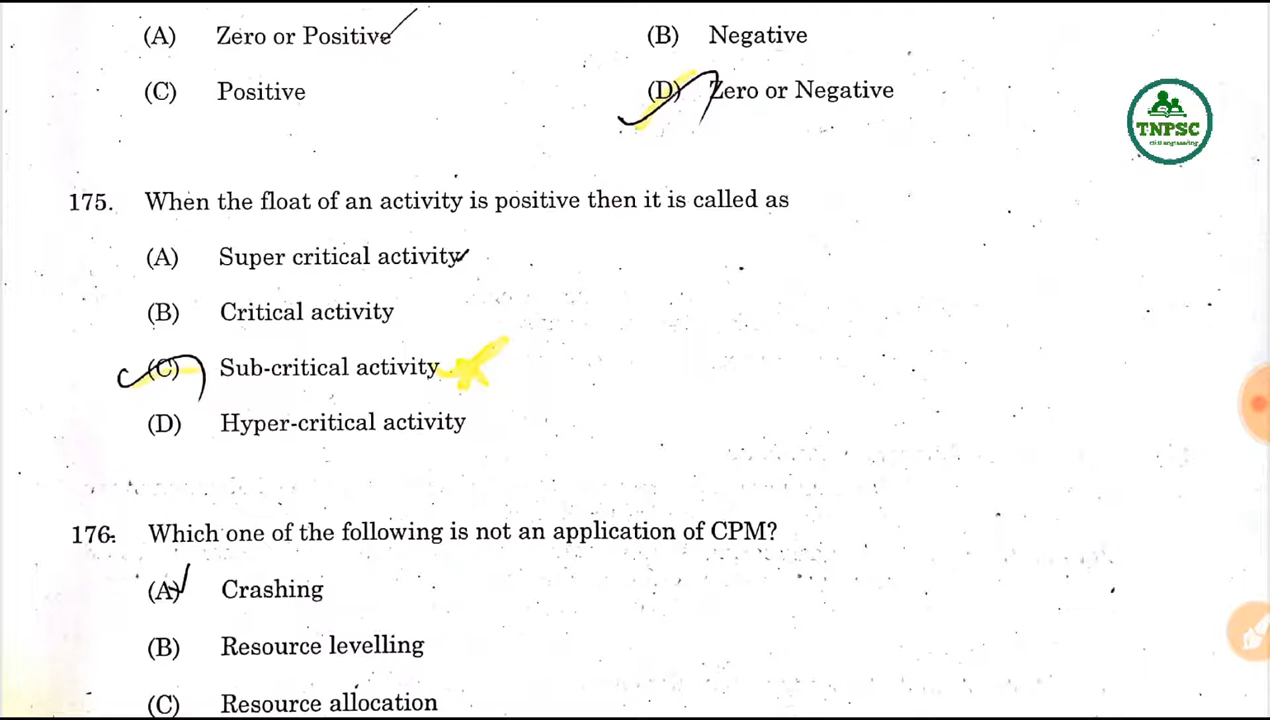 (A) Zero or Positive (B) Negative
(C) Positive (D) Zero or Negative
TNPSC
civil engineering
175. When the float of an activity is positive then it is called as
(A) Super critical activity
(B) Critical activity
(C) Sub-critical activity
(D) Hyper-critical activity
176. Which one of the following is not an application of CPM?
(A) Crashing
(B) Resource levelling
(C) Resource allocation